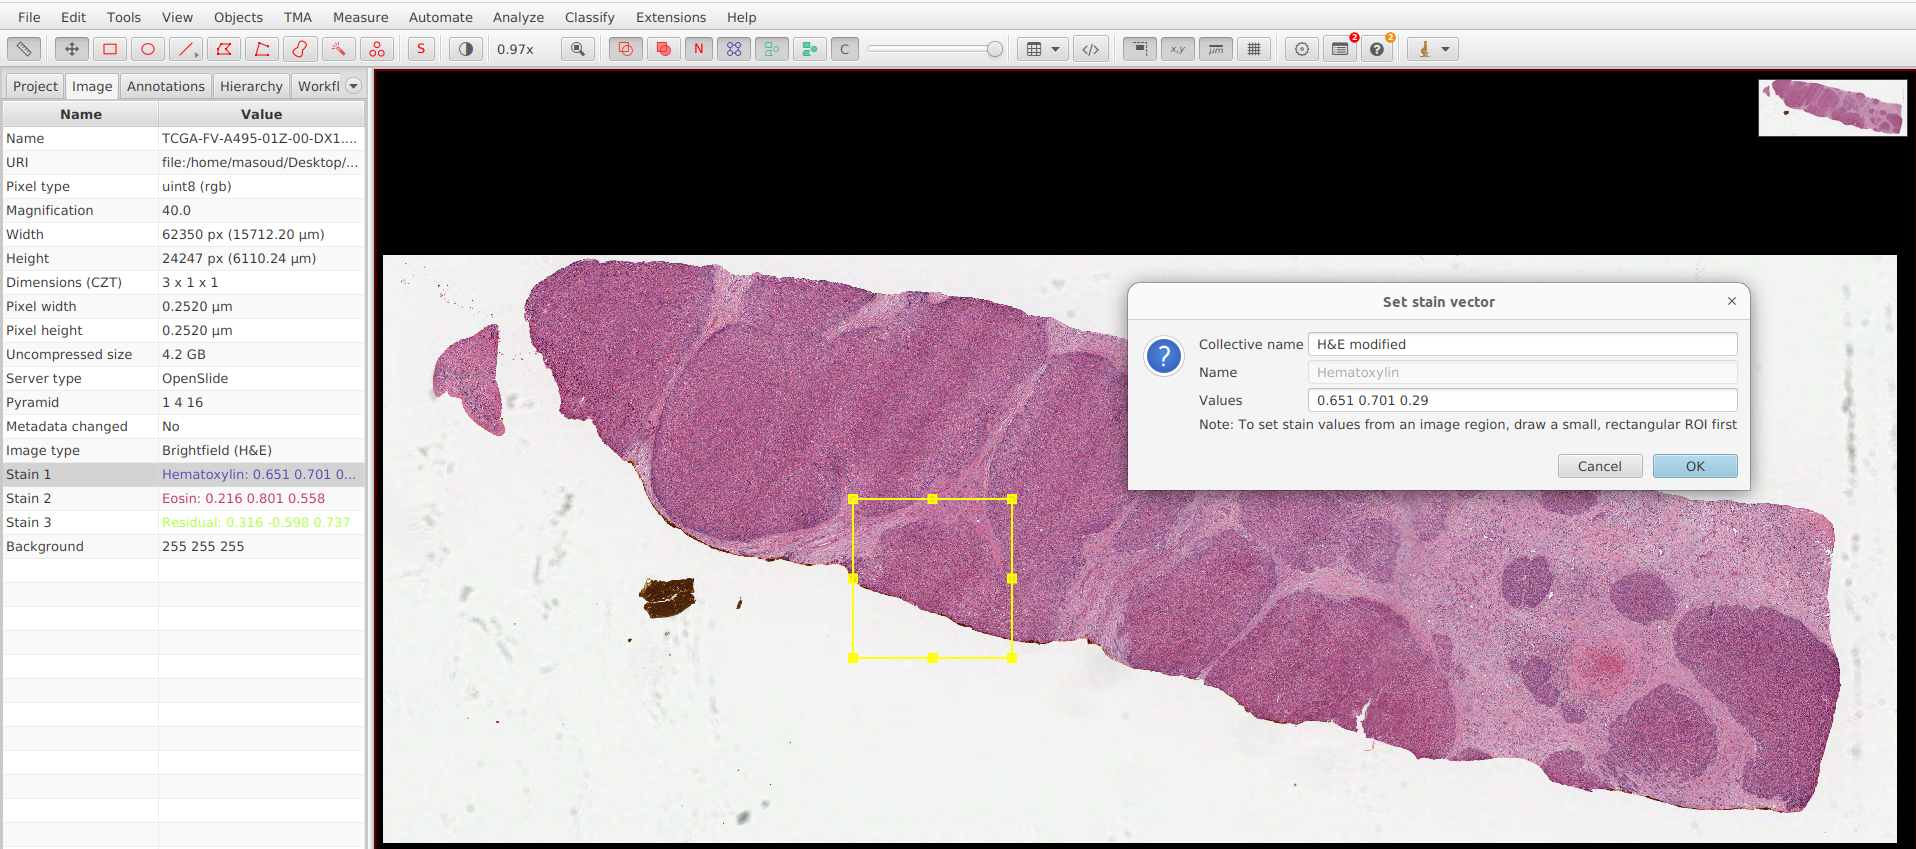 File Edit Tools View Objects TMA Measure Automate Analyze Classify Extensions Help
S 0.97x N C x,y µm 2 ? 2
Project Image Annotations Hierarchy Workfl
Name Value
Name TCGA-FV-A495-01Z-00-DX1....
URI file:/home/masoud/Desktop/...
Pixel type uint8 (rgb)
Magnification 40.0
Width 62350 px (15712.20 µm)
Height 24247 px (6110.24 µm)
Dimensions (CZT) 3 x 1 x 1
Pixel width 0.2520 µm
Pixel height 0.2520 µm
Uncompressed size 4.2 GB
Server type OpenSlide
Pyramid 1 4 16
Metadata changed No
Image type Brightfield (H&E)
Stain 1 Hematoxylin: 0.651 0.701 0...
Stain 2 Eosin: 0.216 0.801 0.558
Stain 3 Residual: 0.316 -0.598 0.737
Background 255 255 255
Set stain vector
? Collective name H&E modified
Name Hematoxylin
Values 0.651 0.701 0.29
Note: To set stain values from an image region, draw a small, rectangular ROI first
Cancel OK